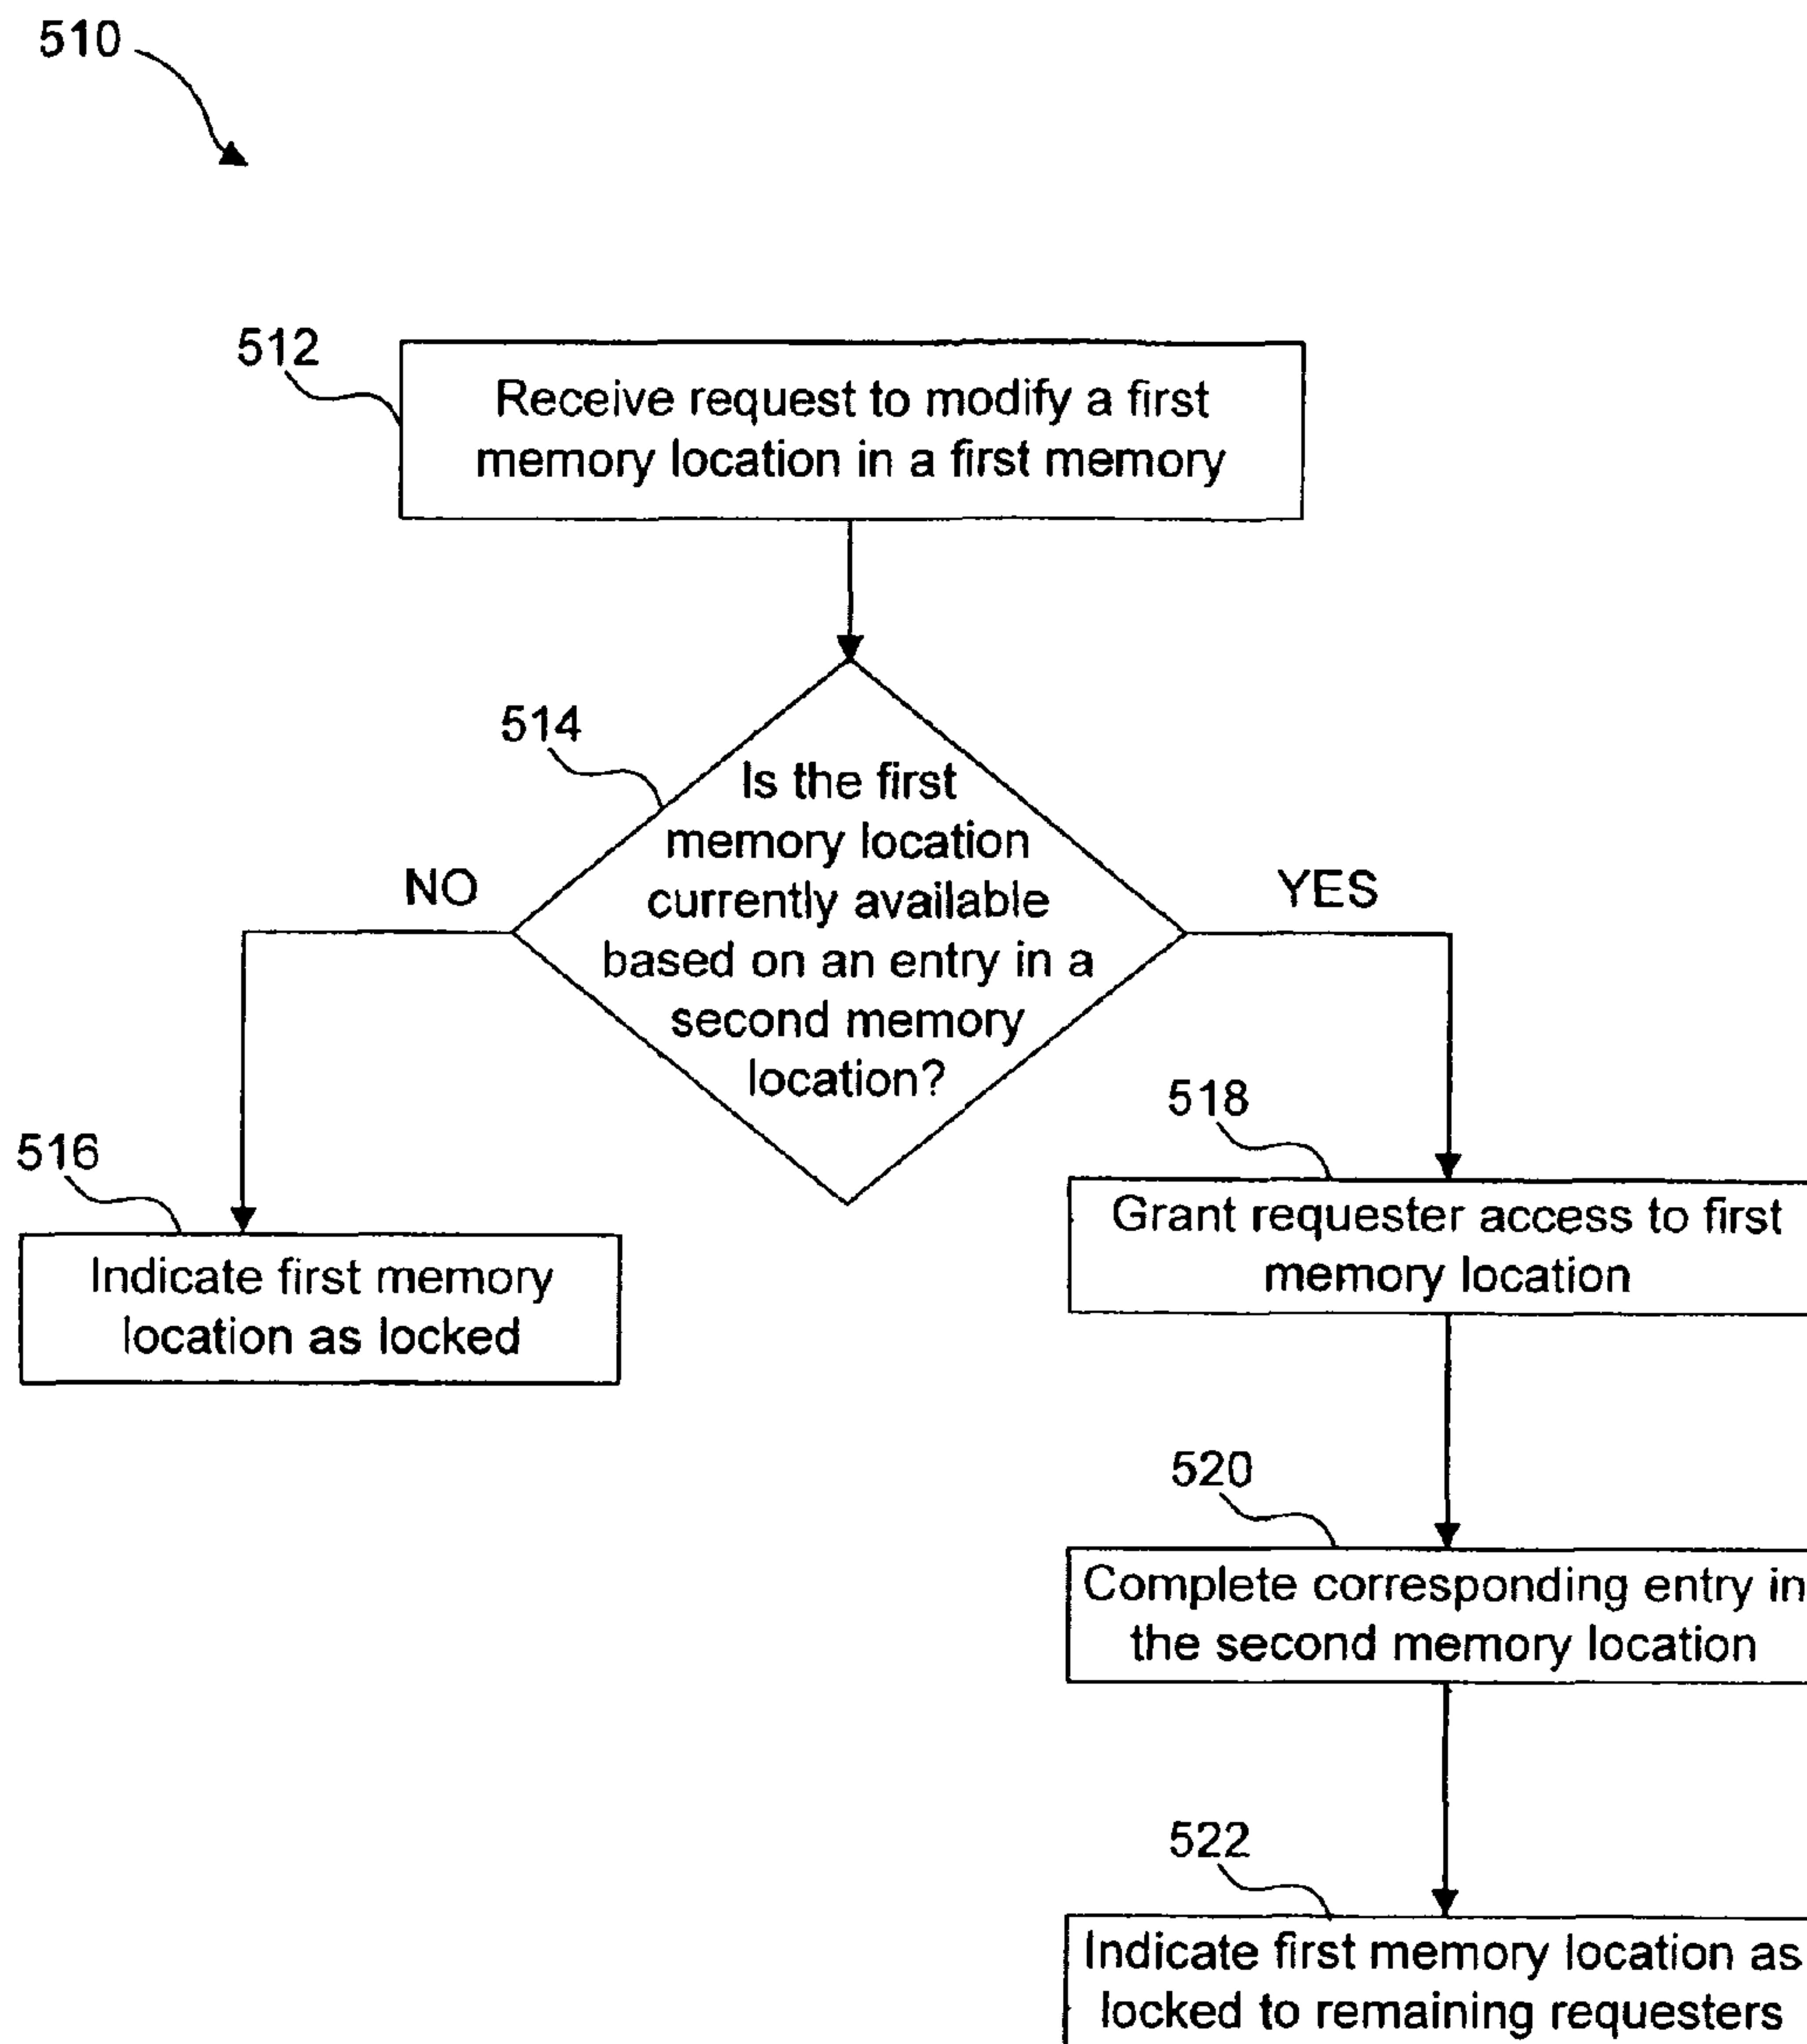 510
512
Receive request to modify a first
memory location in a first memory
514
Is the first
memory location
currently available
based on an entry in a
second memory
location?
NO
YES
516
Indicate first memory
location as locked
518
Grant requester access to first
memory location
520
Complete corresponding entry in
the second memory location
522
Indicate first memory location as
locked to remaining requesters